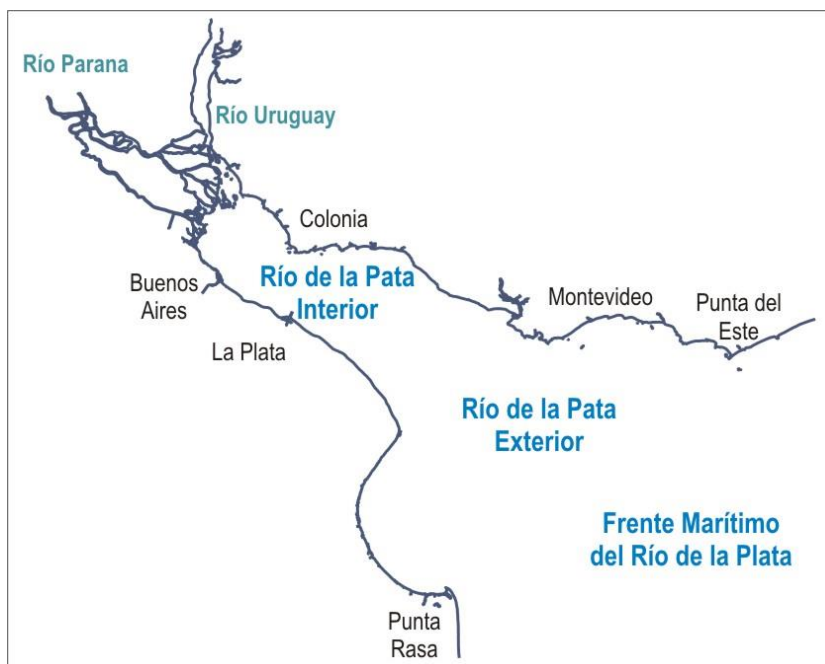 Río Parana
Río Uruguay
Colonia
Río de la Pata
Interior
Buenos
Aires
Montevideo
Punta del
Este
La Plata
Río de la Pata
Exterior
Frente Marítimo
del Río de la Plata
Punta
Rasa